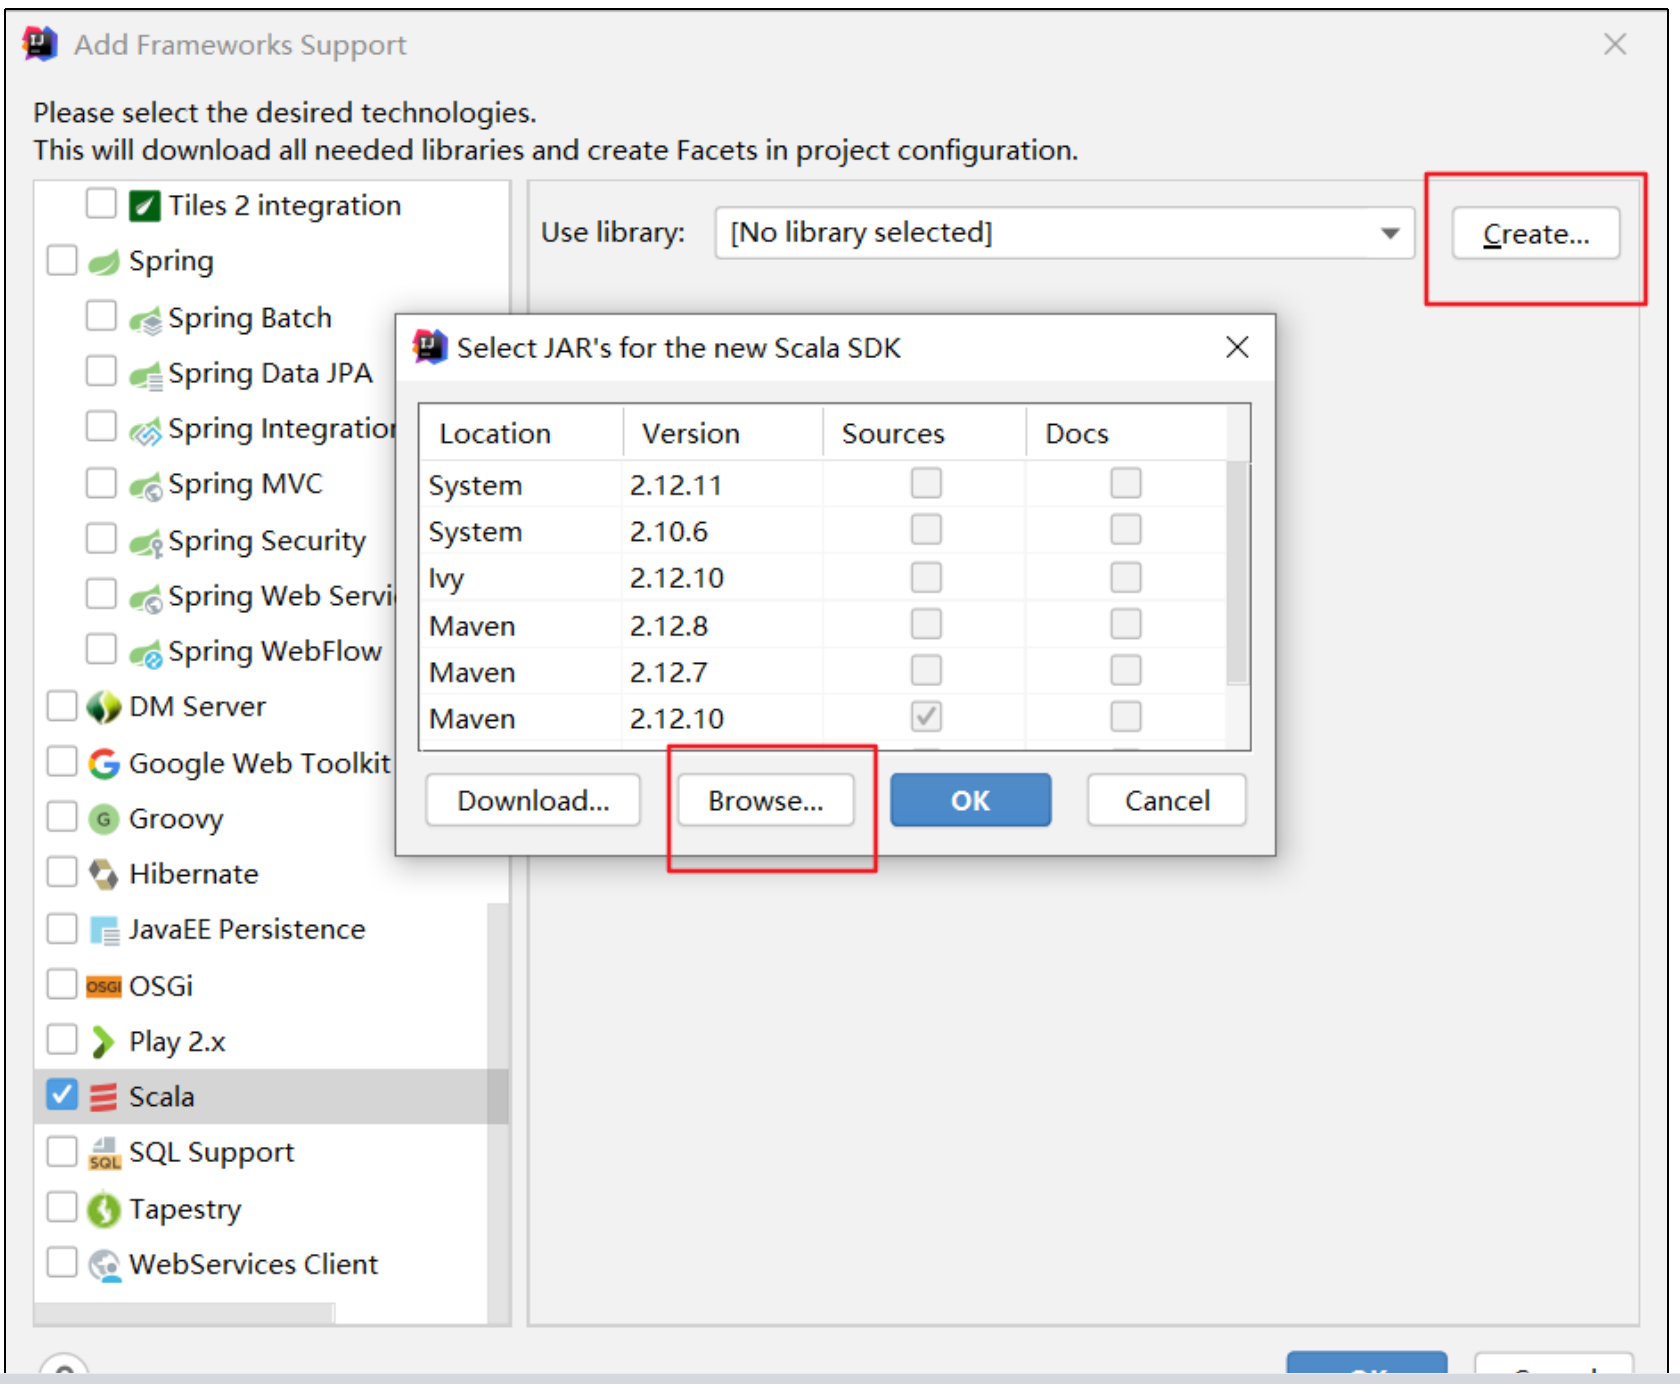 Add Frameworks Support
Please select the desired technologies.
This will download all needed libraries and create Facets in project configuration.
Tiles 2 integration
Spring
Spring Batch
Spring Data JPA
Spring Integration
Spring MVC
Spring Security
Spring Web Servi
Spring WebFlow
DM Server
Google Web Toolkit
Groovy
Hibernate
JavaEE Persistence
OSGi
Play 2.x
Scala
SQL Support
Tapestry
WebServices Client
Use library: [No library selected] Create...
Select JAR's for the new Scala SDK
Location Version Sources Docs
System 2.12.11
System 2.10.6
Ivy 2.12.10
Maven 2.12.8
Maven 2.12.7
Maven 2.12.10
Download... Browse... OK Cancel